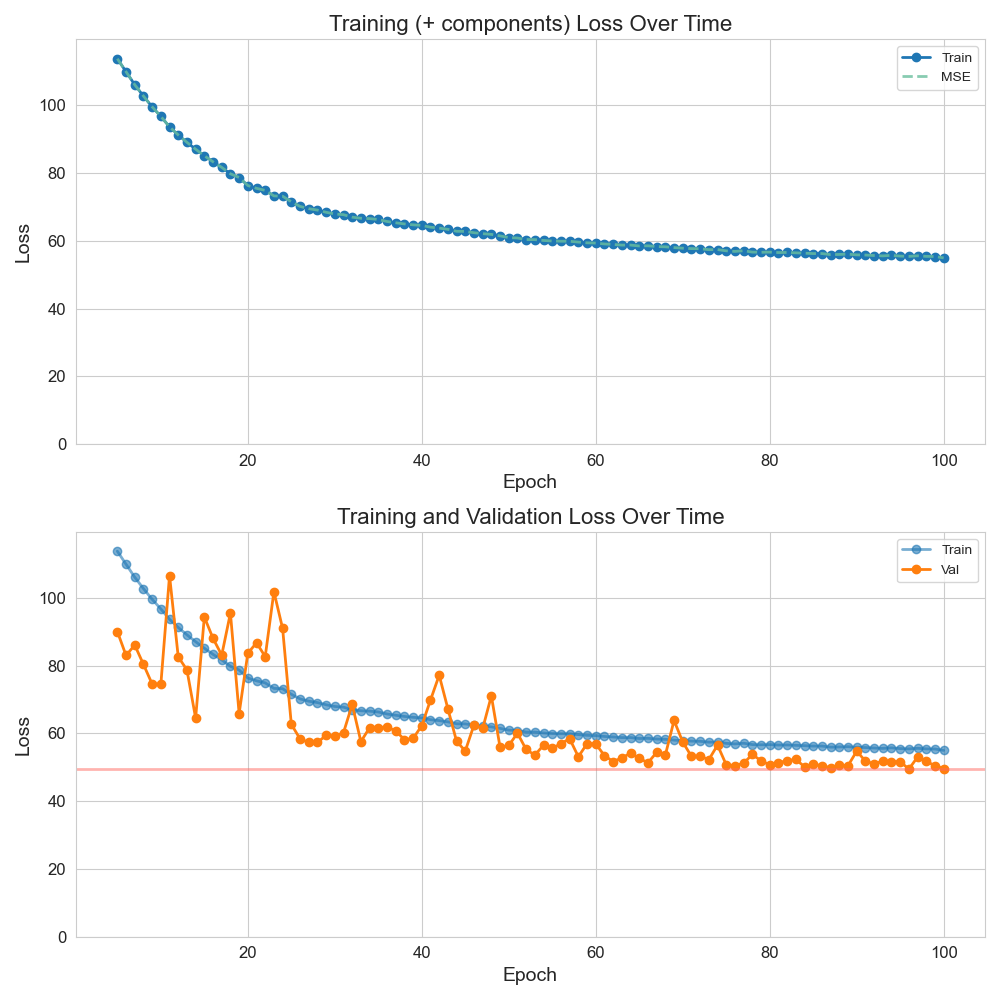 Training (+ components) Loss Over Time
Train
MSE
Loss
100
80
60
40
20
0
20 40 60 80 100
Epoch
Training and Validation Loss Over Time
Train
Val
Loss
100
80
60
40
20
0
20 40 60 80 100
Epoch